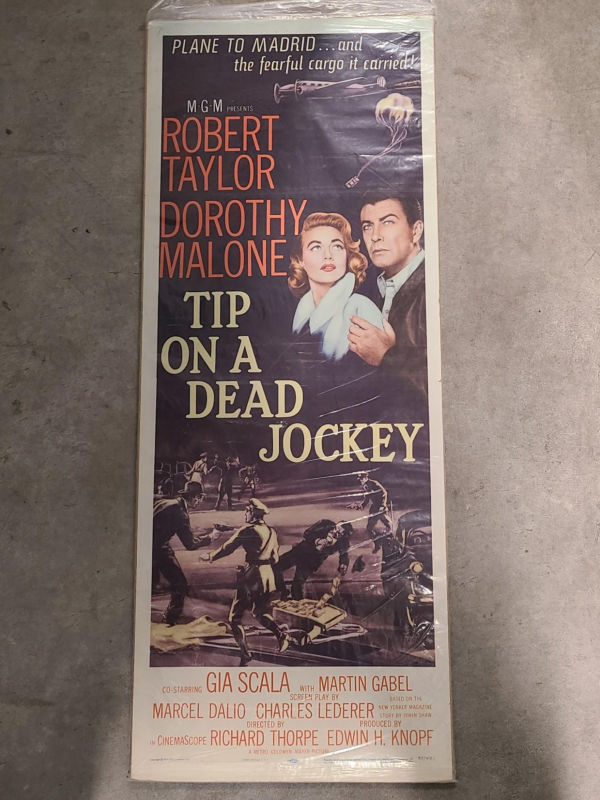 PLANE TO MADRID...and
the fearful cargo it carried!
M-G-M PRESENTS
ROBERT
TAYLOR
DOROTHY
MALONE
TIP
ON A
DEAD
JOCKEY
CO-STARRING GIA SCALA WITH MARTIN GABEL
MARCEL DALIO
SCREEN PLAY BY
CHARLES LEDERER
BASED ON THE
NEW YORKER MAGAZINE
STORY BY IRWIN SHAW
IN CINEMASCOPE
DIRECTED BY
RICHARD THORPE
PRODUCED BY
EDWIN H. KNOPF
A METRO-GOLDWYN-MAYER PICTURE